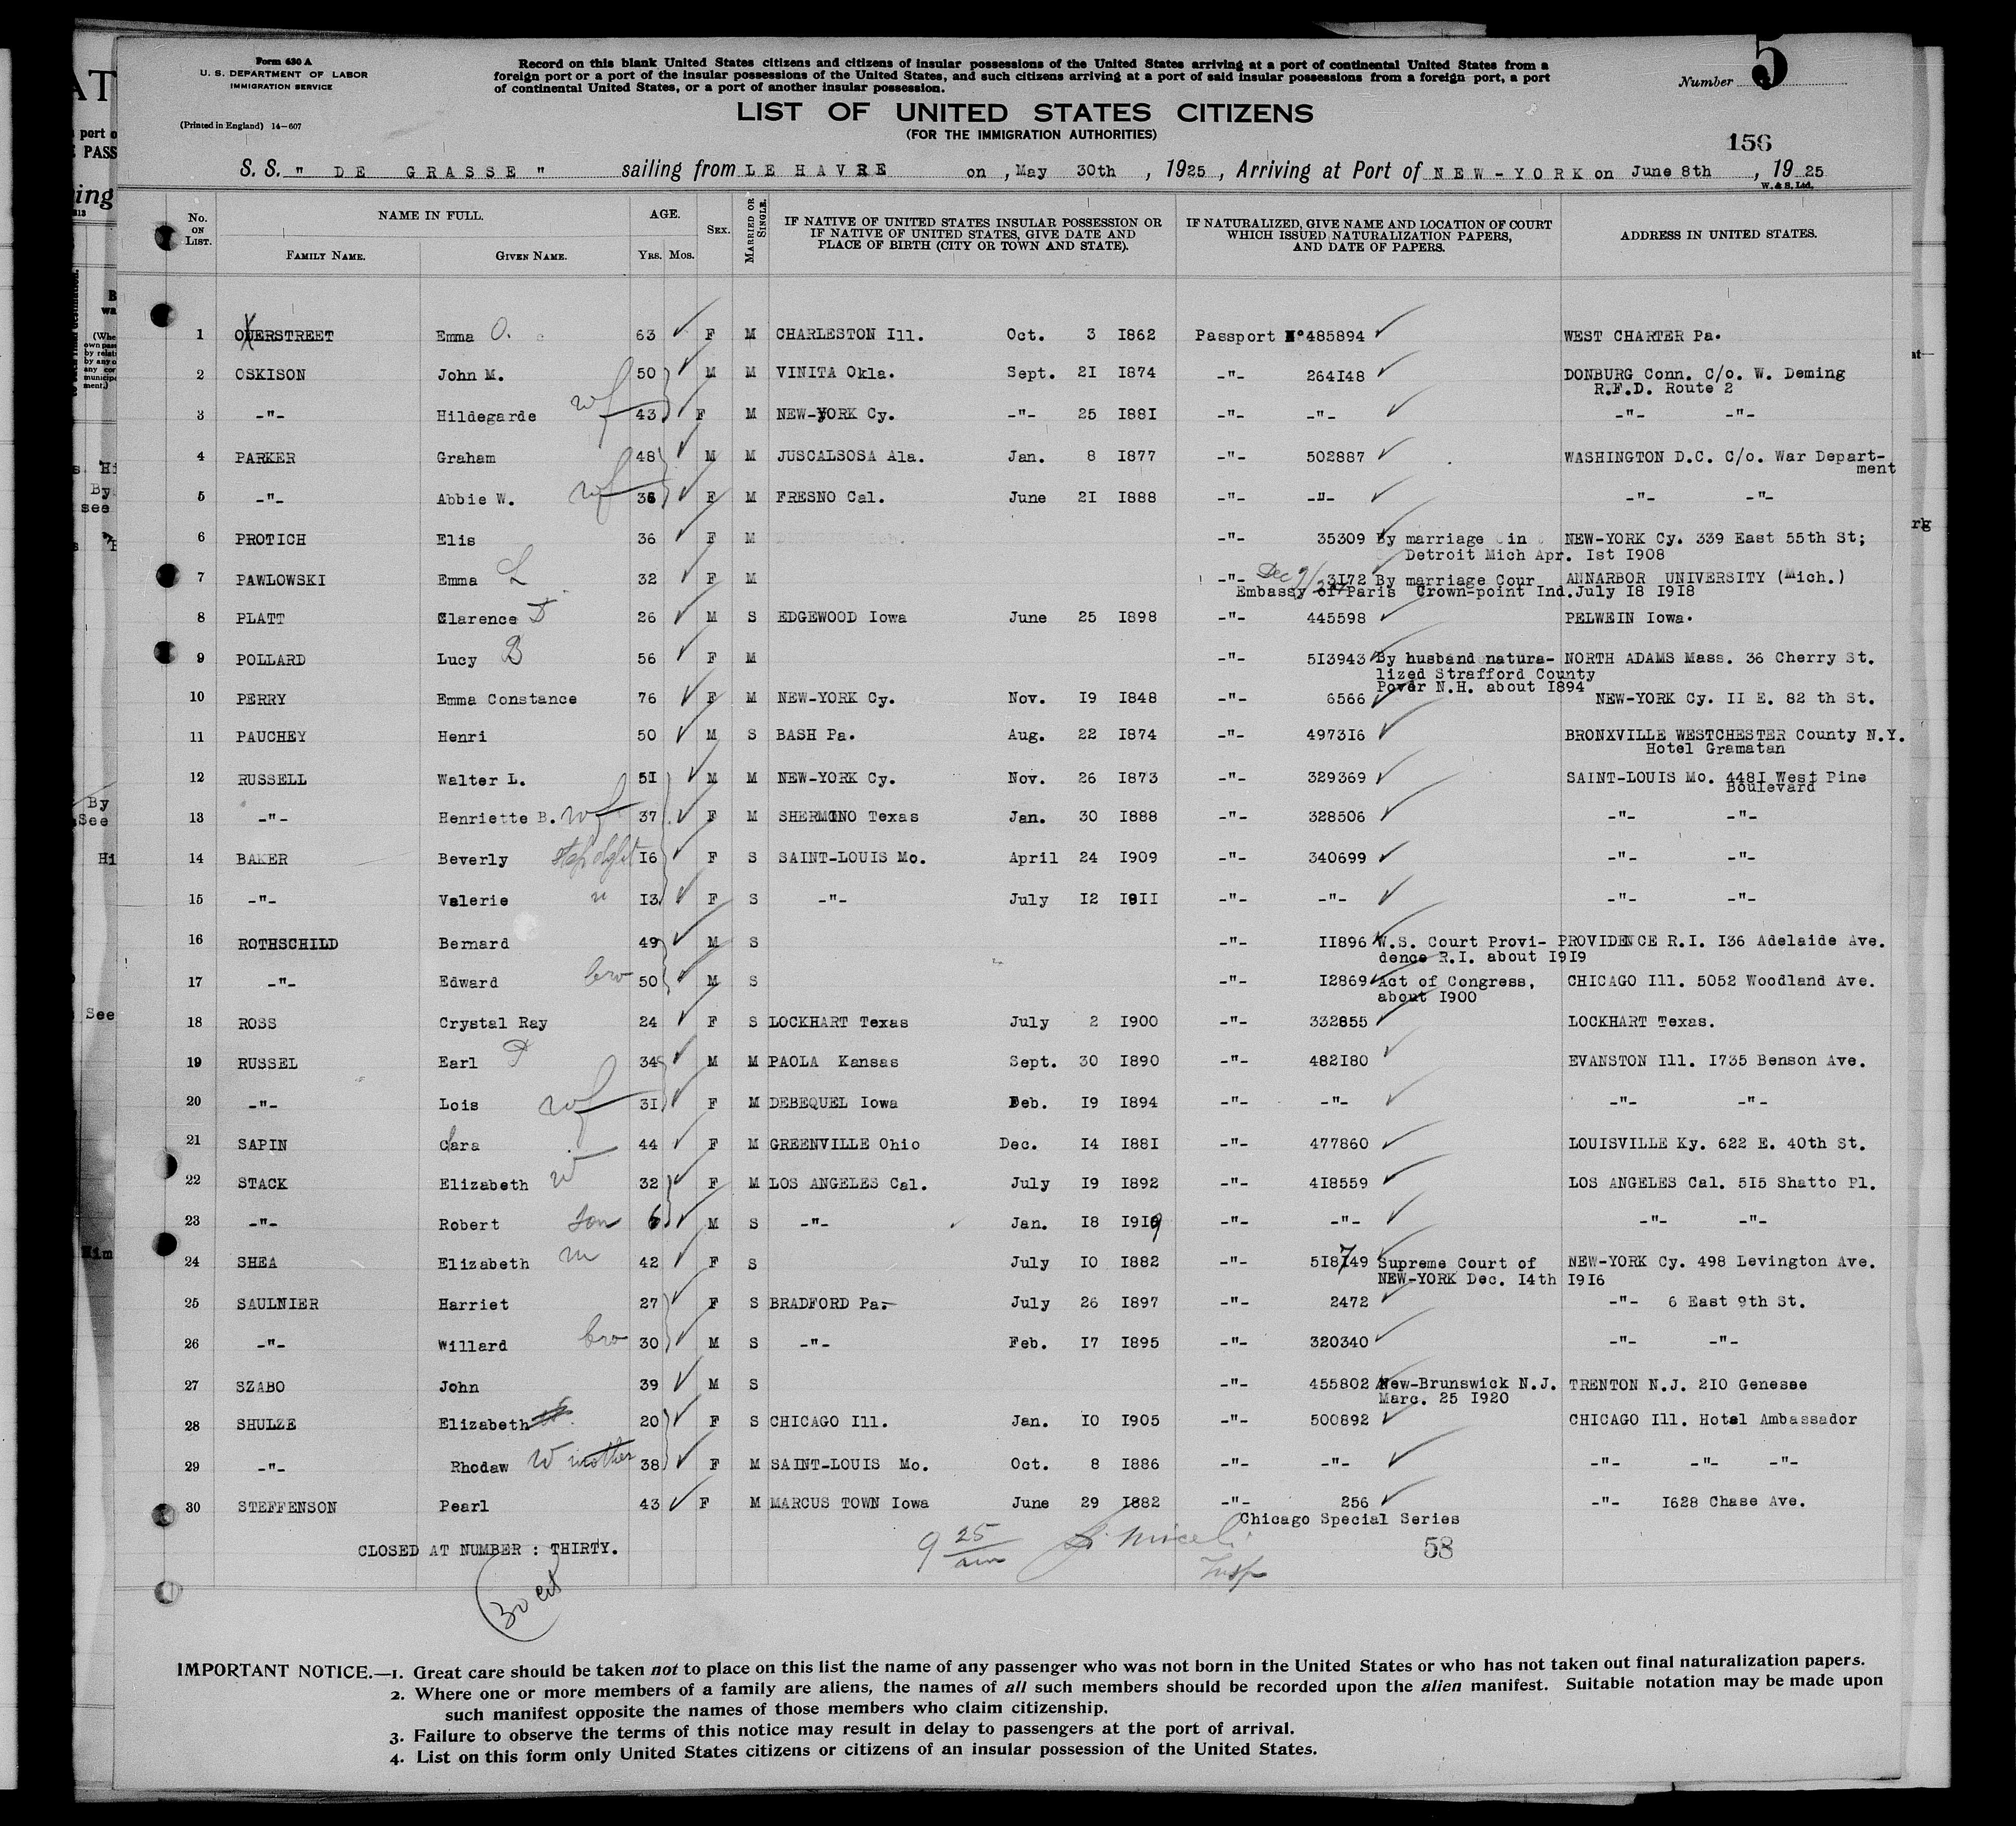 Form 630 A
U. S. DEPARTMENT OF LABOR
IMMIGRATION SERVICE
(Printed in England) 14—607
Record on this blank United States citizens and citizens of insular possessions of the United States arriving at a port of continental United States from a
foreign port or a port of the insular possessions of the United States, and such citizens arriving at a port of said insular possessions from a foreign port, a port
of continental United States, or a port of another insular possession.
Number 5
LIST OF UNITED STATES CITIZENS
(FOR THE IMMIGRATION AUTHORITIES)
156
S. S. " DE GRASSE " sailing from LE HAVRE on , May 30th , 1925 , Arriving at Port of NEW-YORK on June 8th , 19 25
W. & S. Ltd.
No. ON LIST. NAME IN FULL. FAMILY NAME. GIVEN NAME. AGE. YRS. MOS. SEX. MARRIED OR SINGLE. IF NATIVE OF UNITED STATES INSULAR POSSESSION OR IF NATIVE OF UNITED STATES, GIVE DATE AND PLACE OF BIRTH (CITY OR TOWN AND STATE). IF NATURALIZED, GIVE NAME AND LOCATION OF COURT WHICH ISSUED NATURALIZATION PAPERS, AND DATE OF PAPERS. ADDRESS IN UNITED STATES.
1 OVERSTREET Emma O. 63 F M CHARLESTON Ill. Oct. 3 1862 Passport N° 485894 WEST CHARTER Pa.
2 OSKISON John M. 50 M M VINITA Okla. Sept. 21 1874 -"- 264148 DONBURG Conn. C/o. W. Deming
R.F.D. Route 2
3 -"- Hildegarde wf 43 F M NEW-YORK Cy. -"- 25 1881 -"- -"- -"- -"-
4 PARKER Graham 48 M M JUSCALSOSA Ala. Jan. 8 1877 -"- 502887 WASHINGTON D.C. C/o. War Depart-
ment
5 -"- Abbie W. wf 36 F M FRESNO Cal. June 21 1888 -"- -"- -"- -"-
6 PROTICH Elis 36 F M -"- 35309 By marriage in NEW-YORK Cy. 339 East 55th St;
Detroit Mich Apr. 1st 1908
7 PAWLOWSKI Emma L 32 F M -"- Dec 9/ 3172 By marriage Cour ANNARBOR UNIVERSITY (Mich.)
Embassy of Paris Crown-point Ind. July 18 1918
8 PLATT Clarence 26 M S EDGEWOOD Iowa June 25 1898 -"- 445598 PELWEIN Iowa.
9 POLLARD Lucy B 56 F M -"- 513943 By husband natura- NORTH ADAMS Mass. 36 Cherry St.
lized Strafford County
Pover N.H. about 1894
10 PERRY Emma Constance 76 F M NEW-YORK Cy. Nov. 19 1848 -"- 6566 NEW-YORK Cy. II E. 82 th St.
11 PAUCHEY Henri 50 M S BASH Pa. Aug. 22 1874 -"- 497316 BRONXVILLE WESTCHESTER County N.Y.
Hotel Gramatan
12 RUSSELL Walter L. 51 M M NEW-YORK Cy. Nov. 26 1873 -"- 329369 SAINT-LOUIS Mo. 4481 West Pine
Boulevard
13 -"- Henriette B. wf 37 F M SHERMINO Texas Jan. 30 1888 -"- 328506 -"- -"-
14 BAKER Beverly step dght 16 F S SAINT-LOUIS Mo. April 24 1909 -"- 340699 -"- -"-
15 -"- Valerie " 13 F S -"- July 12 1911 -"- -"- -"- -"-
16 ROTHSCHILD Bernard 49 M S -"- 11896 W.S. Court Provi- PROVIDENCE R.I. 136 Adelaide Ave.
dence R.I. about 1919
17 -"- Edward bro 50 M S -"- 12869 Act of Congress, CHICAGO Ill. 5052 Woodland Ave.
about 1900
18 ROSS Crystal Ray 24 F S LOCKHART Texas July 2 1900 -"- 332855 LOCKHART Texas.
19 RUSSEL Earl P 34 M M PAOLA Kansas Sept. 30 1890 -"- 482180 EVANSTON Ill. 1735 Benson Ave.
20 -"- Lois wf 31 F M DEBEQUEL Iowa Feb. 19 1894 -"- -"- -"- -"-
21 SAPIN Cara 44 F M GREENVILLE Ohio Dec. 14 1881 -"- 477860 LOUISVILLE Ky. 622 E. 40th St.
22 STACK Elizabeth w 32 F M LOS ANGELES Cal. July 19 1892 -"- 418559 LOS ANGELES Cal. 515 Shatto Pl.
23 -"- Robert son 6 M S -"- Jan. 18 1919 -"- -"- -"- -"-
24 SHEA Elizabeth m 42 F S July 10 1882 -"- 518749 Supreme Court of NEW-YORK Cy. 498 Levington Ave.
NEW-YORK Dec. 14th 1916
25 SAULNIER Harriet 27 F S BRADFORD Pa. July 26 1897 -"- 2472 -"- 6 East 9th St.
26 -"- Willard bro 30 M S -"- Feb. 17 1895 -"- 320340 -"- -"-
27 SZABO John 39 M S -"- 455802 New-Brunswick N.J. TRENTON N.J. 210 Genesee
Marc. 25 1920
28 SHULZE Elizabeth 20 F S CHICAGO Ill. Jan. 10 1905 -"- 500892 CHICAGO Ill. Hotel Ambassador
29 -"- Rhodaw W mother 38 F M SAINT-LOUIS Mo. Oct. 8 1886 -"- -"- -"- -"- -"-
30 STEFFENSON Pearl 43 F M MARCUS TOWN Iowa June 29 1882 -"- 256 -"- 1628 Chase Ave.
Chicago Special Series
CLOSED AT NUMBER : THIRTY.
9 25 am
Insp
58
30 cit
IMPORTANT NOTICE.—1. Great care should be taken not to place on this list the name of any passenger who was not born in the United States or who has not taken out final naturalization papers.
2. Where one or more members of a family are aliens, the names of all such members should be recorded upon the alien manifest. Suitable notation may be made upon
such manifest opposite the names of those members who claim citizenship.
3. Failure to observe the terms of this notice may result in delay to passengers at the port of arrival.
4. List on this form only United States citizens or citizens of an insular possession of the United States.